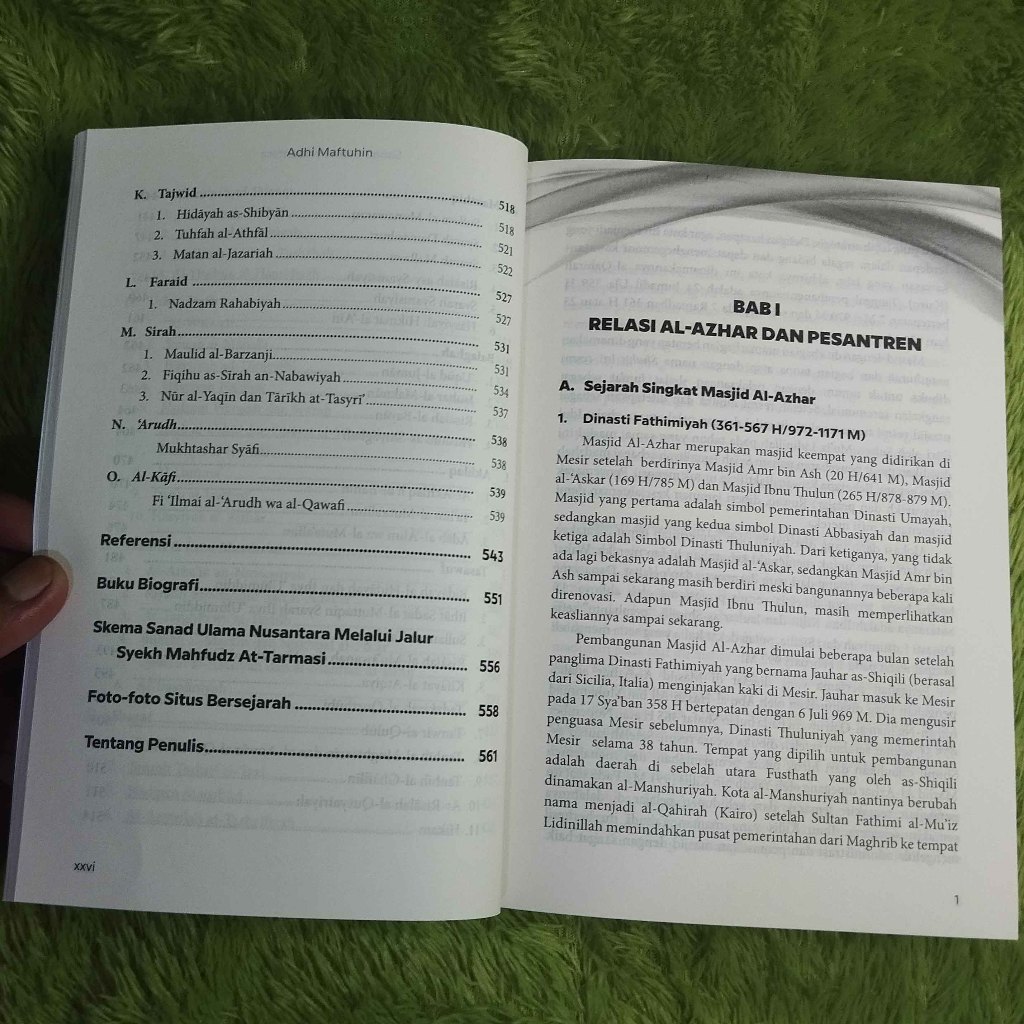 Adhi Maftuhin
K. Tajwid ........ 518
1. Hidāyah as-Shibyān ........ 518
2. Tuhfah al-Athfāl ........ 521
3. Matan al-Jazariah ........ 522
L. Faraid ........ 527
1. Nadzam Rahabiyah ........ 527
M. Sirah ........ 531
1. Maulid al-Barzanji ........ 531
2. Fiqihu as-Sīrah an-Nabawiyah ........ 534
3. Nūr al-Yaqīn dan Tārīkh at-Tasyrī’ ........ 537
N. ‘Arudh ........ 538
Mukhtashar Syāfi ........ 538
O. Al-Kāfi ........ 539
Fi ‘Ilmai al-‘Arudh wa al-Qawafi ........ 539
Referensi ........ 543
Buku Biografi ........ 551
Skema Sanad Ulama Nusantara Melalui Jalur
Syekh Mahfudz At-Tarmasi ........ 556
Foto-foto Situs Bersejarah ........ 558
Tentang Penulis ........ 561
xxvi
BAB I
RELASI AL-AZHAR DAN PESANTREN
A. Sejarah Singkat Masjid Al-Azhar
1. Dinasti Fathimiyah (361-567 H/972-1171 M)
Masjid Al-Azhar merupakan masjid keempat yang didirikan di
Mesir setelah berdirinya Masjid Amr bin Ash (20 H/641 M), Masjid
al-‘Askar (169 H/785 M) dan Masjid Ibnu Thulun (265 H/878-879 M).
Masjid yang pertama adalah simbol pemerintahan Dinasti Umayah,
sedangkan masjid yang kedua simbol Dinasti Abbasiyah dan masjid
ketiga adalah Simbol Dinasti Thuluniyah. Dari ketiganya, yang tidak
ada lagi bekasnya adalah Masjid al-‘Askar, sedangkan Masjid Amr bin
Ash sampai sekarang masih berdiri meski bangunannya beberapa kali
direnovasi. Adapun Masjid Ibnu Thulun, masih memperlihatkan
keasliannya sampai sekarang.
Pembangunan Masjid Al-Azhar dimulai beberapa bulan setelah
panglima Dinasti Fathimiyah yang bernama Jauhar as-Shiqili (berasal
dari Sicilia, Italia) menginjakan kaki di Mesir. Jauhar masuk ke Mesir
pada 17 Sya’ban 358 H bertepatan dengan 6 Juli 969 M. Dia mengusir
penguasa Mesir sebelumnya, Dinasti Thuluniyah yang memerintah
Mesir selama 38 tahun. Tempat yang dipilih untuk pembangunan
adalah daerah di sebelah utara Fusthath yang oleh as-Shiqili
dinamakan al-Manshuriyah. Kota al-Manshuriyah nantinya berubah
nama menjadi al-Qahirah (Kairo) setelah Sultan Fathimi al-Mu’iz
Lidinillah memindahkan pusat pemerintahan dari Maghrib ke tempat
1